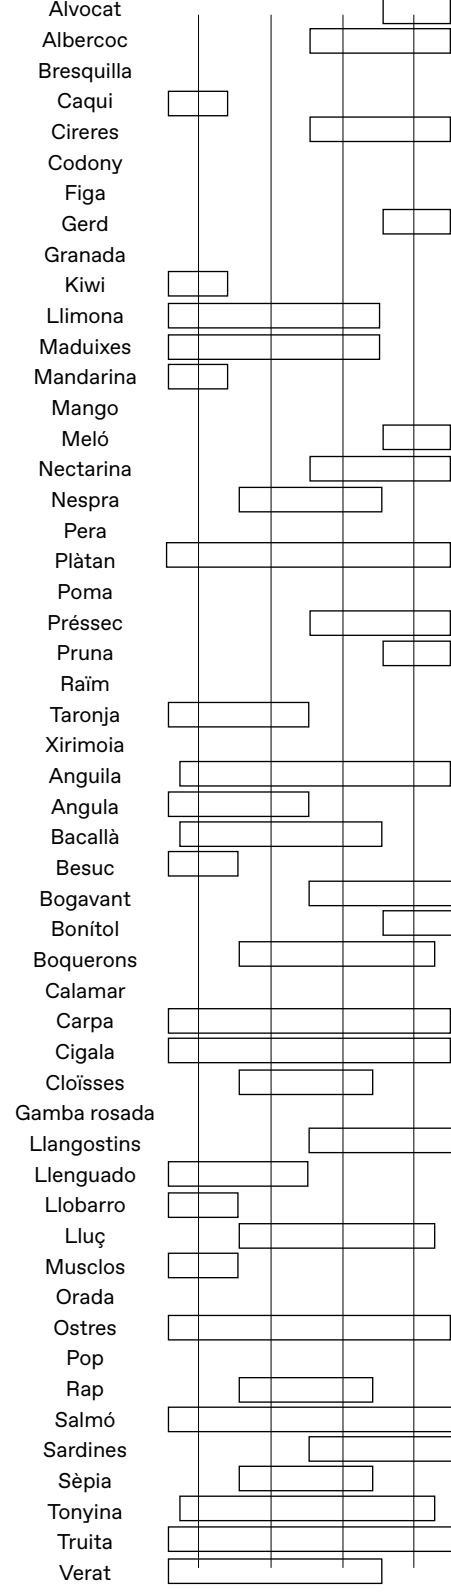 Alvocat
Albercoc
Bresquilla
Caqui
Cireres
Codony
Figa
Gerd
Granada
Kiwi
Llimona
Maduixes
Mandarina
Mango
Meló
Nectarina
Nespra
Pera
Plàtan
Poma
Préssec
Pruna
Raïm
Taronja
Xirimoia
Anguila
Angula
Bacallà
Besuc
Bogavant
Bonítol
Boquerons
Calamar
Carpa
Cigala
Cloïsses
Gamba rosada
Llangostins
Llenguado
Llobarro
Lluç
Musclos
Orada
Ostres
Pop
Rap
Salmó
Sardines
Sèpia
Tonyina
Truita
Verat